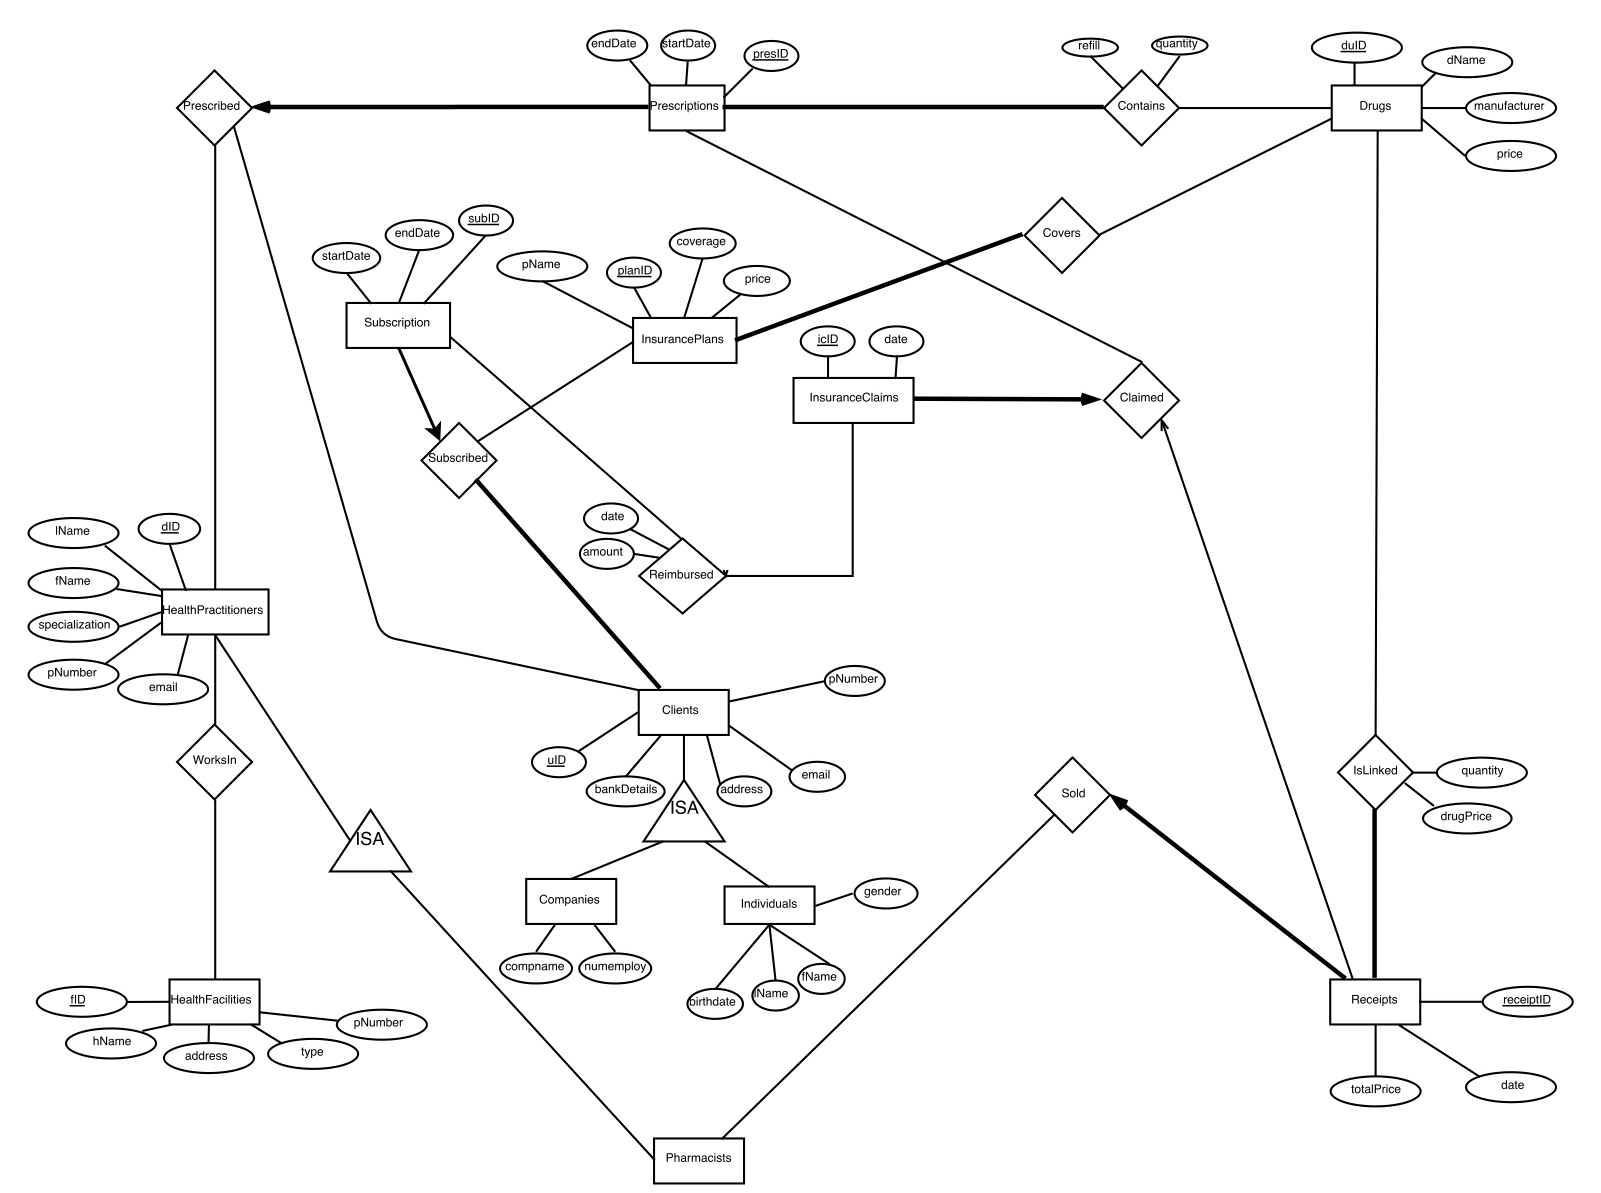 endDate
startDate
presID
refill
quantity
duID
dName
Prescribed
Prescriptions
Contains
Drugs
manufacturer
price
subID
endDate
startDate
coverage
Covers
pName
planID
price
Subscription
InsurancePlans
icID
date
InsuranceClaims
Claimed
Subscribed
date
amount
Reimbursed
lName
dID
fName
HealthPractitioners
specialization
pNumber
email
pNumber
Clients
WorksIn
uID
bankDetails
address
email
IsLinked
quantity
Sold
drugPrice
ISA
ISA
Companies
Individuals
gender
compname
numemploy
birthdate
lName
fName
fID
HealthFacilities
pNumber
hName
address
type
Receipts
receiptID
totalPrice
date
Pharmacists